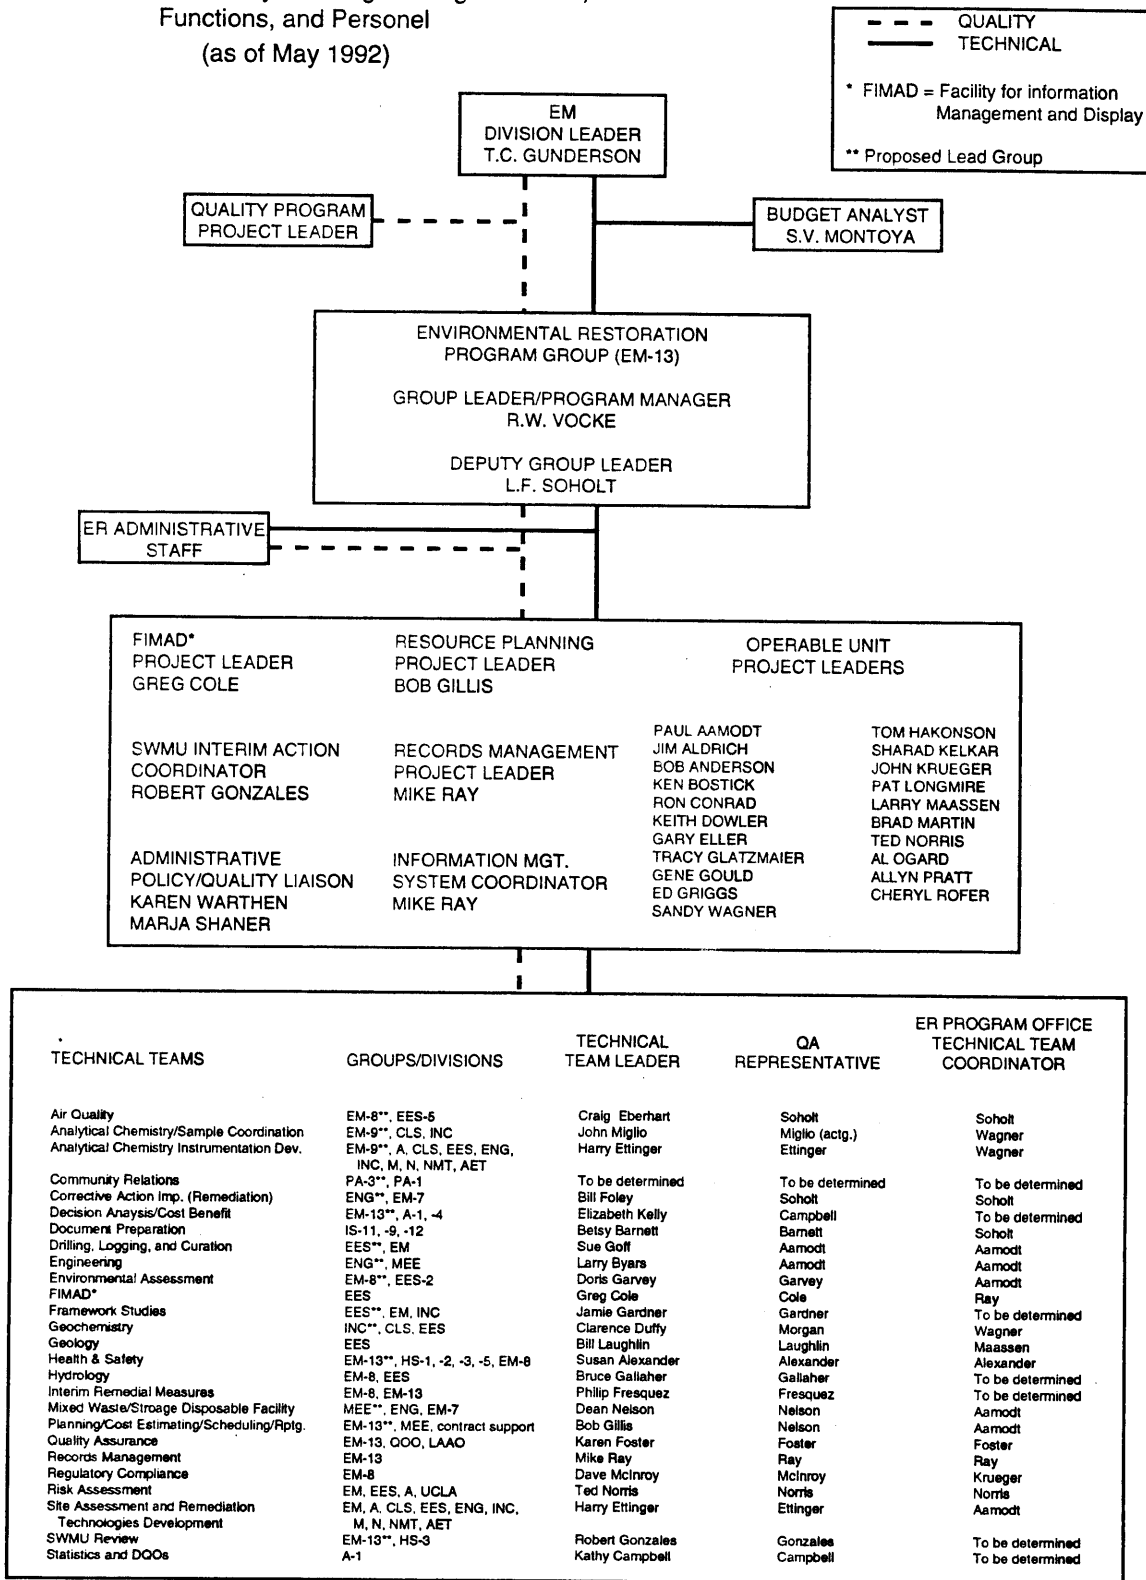 Functions, and Personel
(as of May 1992)
QUALITY
TECHNICAL
* FIMAD = Facility for information
Management and Display
** Proposed Lead Group
EM
DIVISION LEADER
T.C. GUNDERSON
QUALITY PROGRAM
PROJECT LEADER
BUDGET ANALYST
S.V. MONTOYA
ENVIRONMENTAL RESTORATION
PROGRAM GROUP (EM-13)
GROUP LEADER/PROGRAM MANAGER
R.W. VOCKE
DEPUTY GROUP LEADER
L.F. SOHOLT
ER ADMINISTRATIVE
STAFF
FIMAD*
PROJECT LEADER
GREG COLE
RESOURCE PLANNING
PROJECT LEADER
BOB GILLIS
OPERABLE UNIT
PROJECT LEADERS
SWMU INTERIM ACTION
COORDINATOR
ROBERT GONZALES
RECORDS MANAGEMENT
PROJECT LEADER
MIKE RAY
ADMINISTRATIVE
POLICY/QUALITY LIAISON
KAREN WARTHEN
MARJA SHANER
INFORMATION MGT.
SYSTEM COORDINATOR
MIKE RAY
PAUL AAMODT
JIM ALDRICH
BOB ANDERSON
KEN BOSTICK
RON CONRAD
KEITH DOWLER
GARY ELLER
TRACY GLATZMAIER
GENE GOULD
ED GRIGGS
SANDY WAGNER
TOM HAKONSON
SHARAD KELKAR
JOHN KRUEGER
PAT LONGMIRE
LARRY MAASSEN
BRAD MARTIN
TED NORRIS
AL OGARD
ALLYN PRATT
CHERYL ROFER
TECHNICAL TEAMS
GROUPS/DIVISIONS
TECHNICAL
TEAM LEADER
QA
REPRESENTATIVE
ER PROGRAM OFFICE
TECHNICAL TEAM
COORDINATOR
Air Quality EM-8**, EES-5 Craig Eberhart Soholt Soholt
Analytical Chemistry/Sample Coordination EM-9**, CLS, INC John Miglio Miglio (actg.) Wagner
Analytical Chemistry Instrumentation Dev. EM-9**, A, CLS, EES, ENG, Harry Ettinger Ettinger Wagner
INC, M, N, NMT, AET
Community Relations PA-3**, PA-1 To be determined To be determined To be determined
Corrective Action Imp. (Remediation) ENG**, EM-7 Bill Foley Soholt Soholt
Decision Anaysis/Cost Benefit EM-13**, A-1, -4 Elizabeth Kelly Campbell To be determined
Document Preparation IS-11, -9, -12 Betsy Barnett Barnett Soholt
Drilling, Logging, and Curation EES**, EM Sue Goff Aamodt Aamodt
Engineering ENG**, MEE Larry Byars Aamodt Aamodt
Environmental Assessment EM-8**, EES-2 Doris Garvey Garvey Aamodt
FIMAD* EES Greg Cole Cole Ray
Framework Studies EES**, EM, INC Jamie Gardner Gardner To be determined
Geochemistry INC**, CLS, EES Clarence Duffy Morgan Wagner
Geology EES Bill Laughlin Laughlin Maassen
Health & Safety EM-13**, HS-1, -2, -3, -5, EM-8 Susan Alexander Alexander Alexander
Hydrology EM-8, EES Bruce Gallaher Gallaher To be determined
Interim Remedial Measures EM-8, EM-13 Philip Fresquez Fresquez To be determined
Mixed Waste/Stroage Disposable Facility MEE**, ENG, EM-7 Dean Nelson Nelson Aamodt
Planning/Cost Estimating/Scheduling/Rptg. EM-13**, MEE, contract support Bob Gillis Nelson Aamodt
Quality Assurance EM-13, QOO, LAAO Karen Foster Foster Foster
Records Management EM-13 Mike Ray Ray Ray
Regulatory Compliance EM-8 Dave McInroy McInroy Krueger
Risk Assessment EM, EES, A, UCLA Ted Norris Norris Norris
Site Assessment and Remediation EM, A, CLS, EES, ENG, INC, Harry Ettinger Ettinger Aamodt
Technologies Development M, N, NMT, AET
SWMU Review EM-13**, HS-3 Robert Gonzales Gonzales To be determined
Statistics and DQOs A-1 Kathy Campbell Campbell To be determined